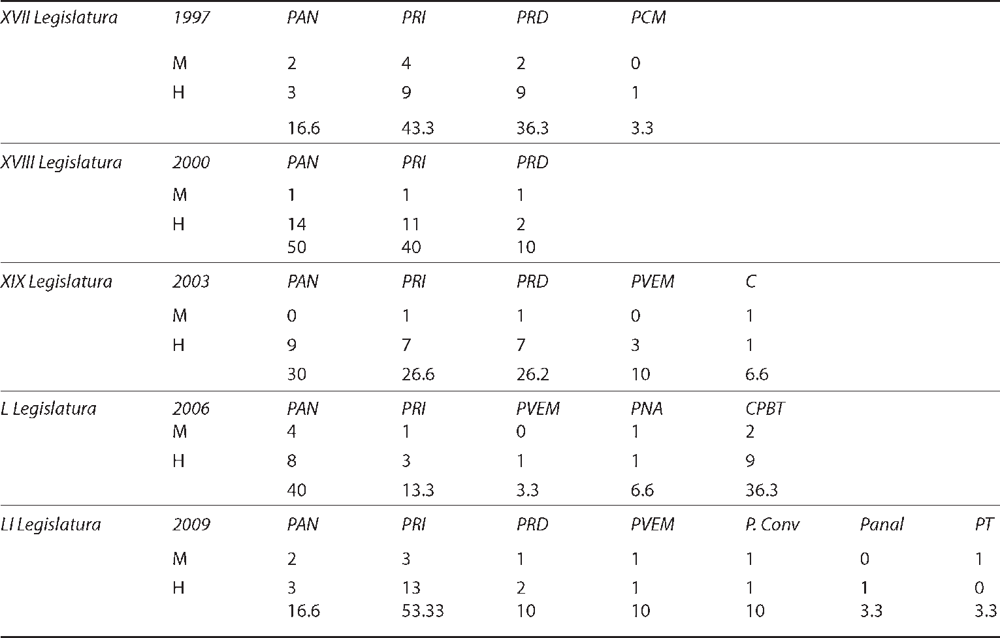 XVII Legislatura 1997 PAN PRI PRD PCM
M 2 4 2 0
H 3 9 9 1
16.6 43.3 36.3 3.3
XVIII Legislatura 2000 PAN PRI PRD
M 1 1 1
H 14 11 2
50 40 10
XIX Legislatura 2003 PAN PRI PRD PVEM C
M 0 1 1 0 1
H 9 7 7 3 1
30 26.6 26.2 10 6.6
L Legislatura 2006 PAN PRI PVEM PNA CPBT
M 4 1 0 1 2
H 8 3 1 1 9
40 13.3 3.3 6.6 36.3
LI Legislatura 2009 PAN PRI PRD PVEM P. Conv Panal PT
M 2 3 1 1 1 0 1
H 3 13 2 1 1 1 0
16.6 53.33 10 10 10 3.3 3.3